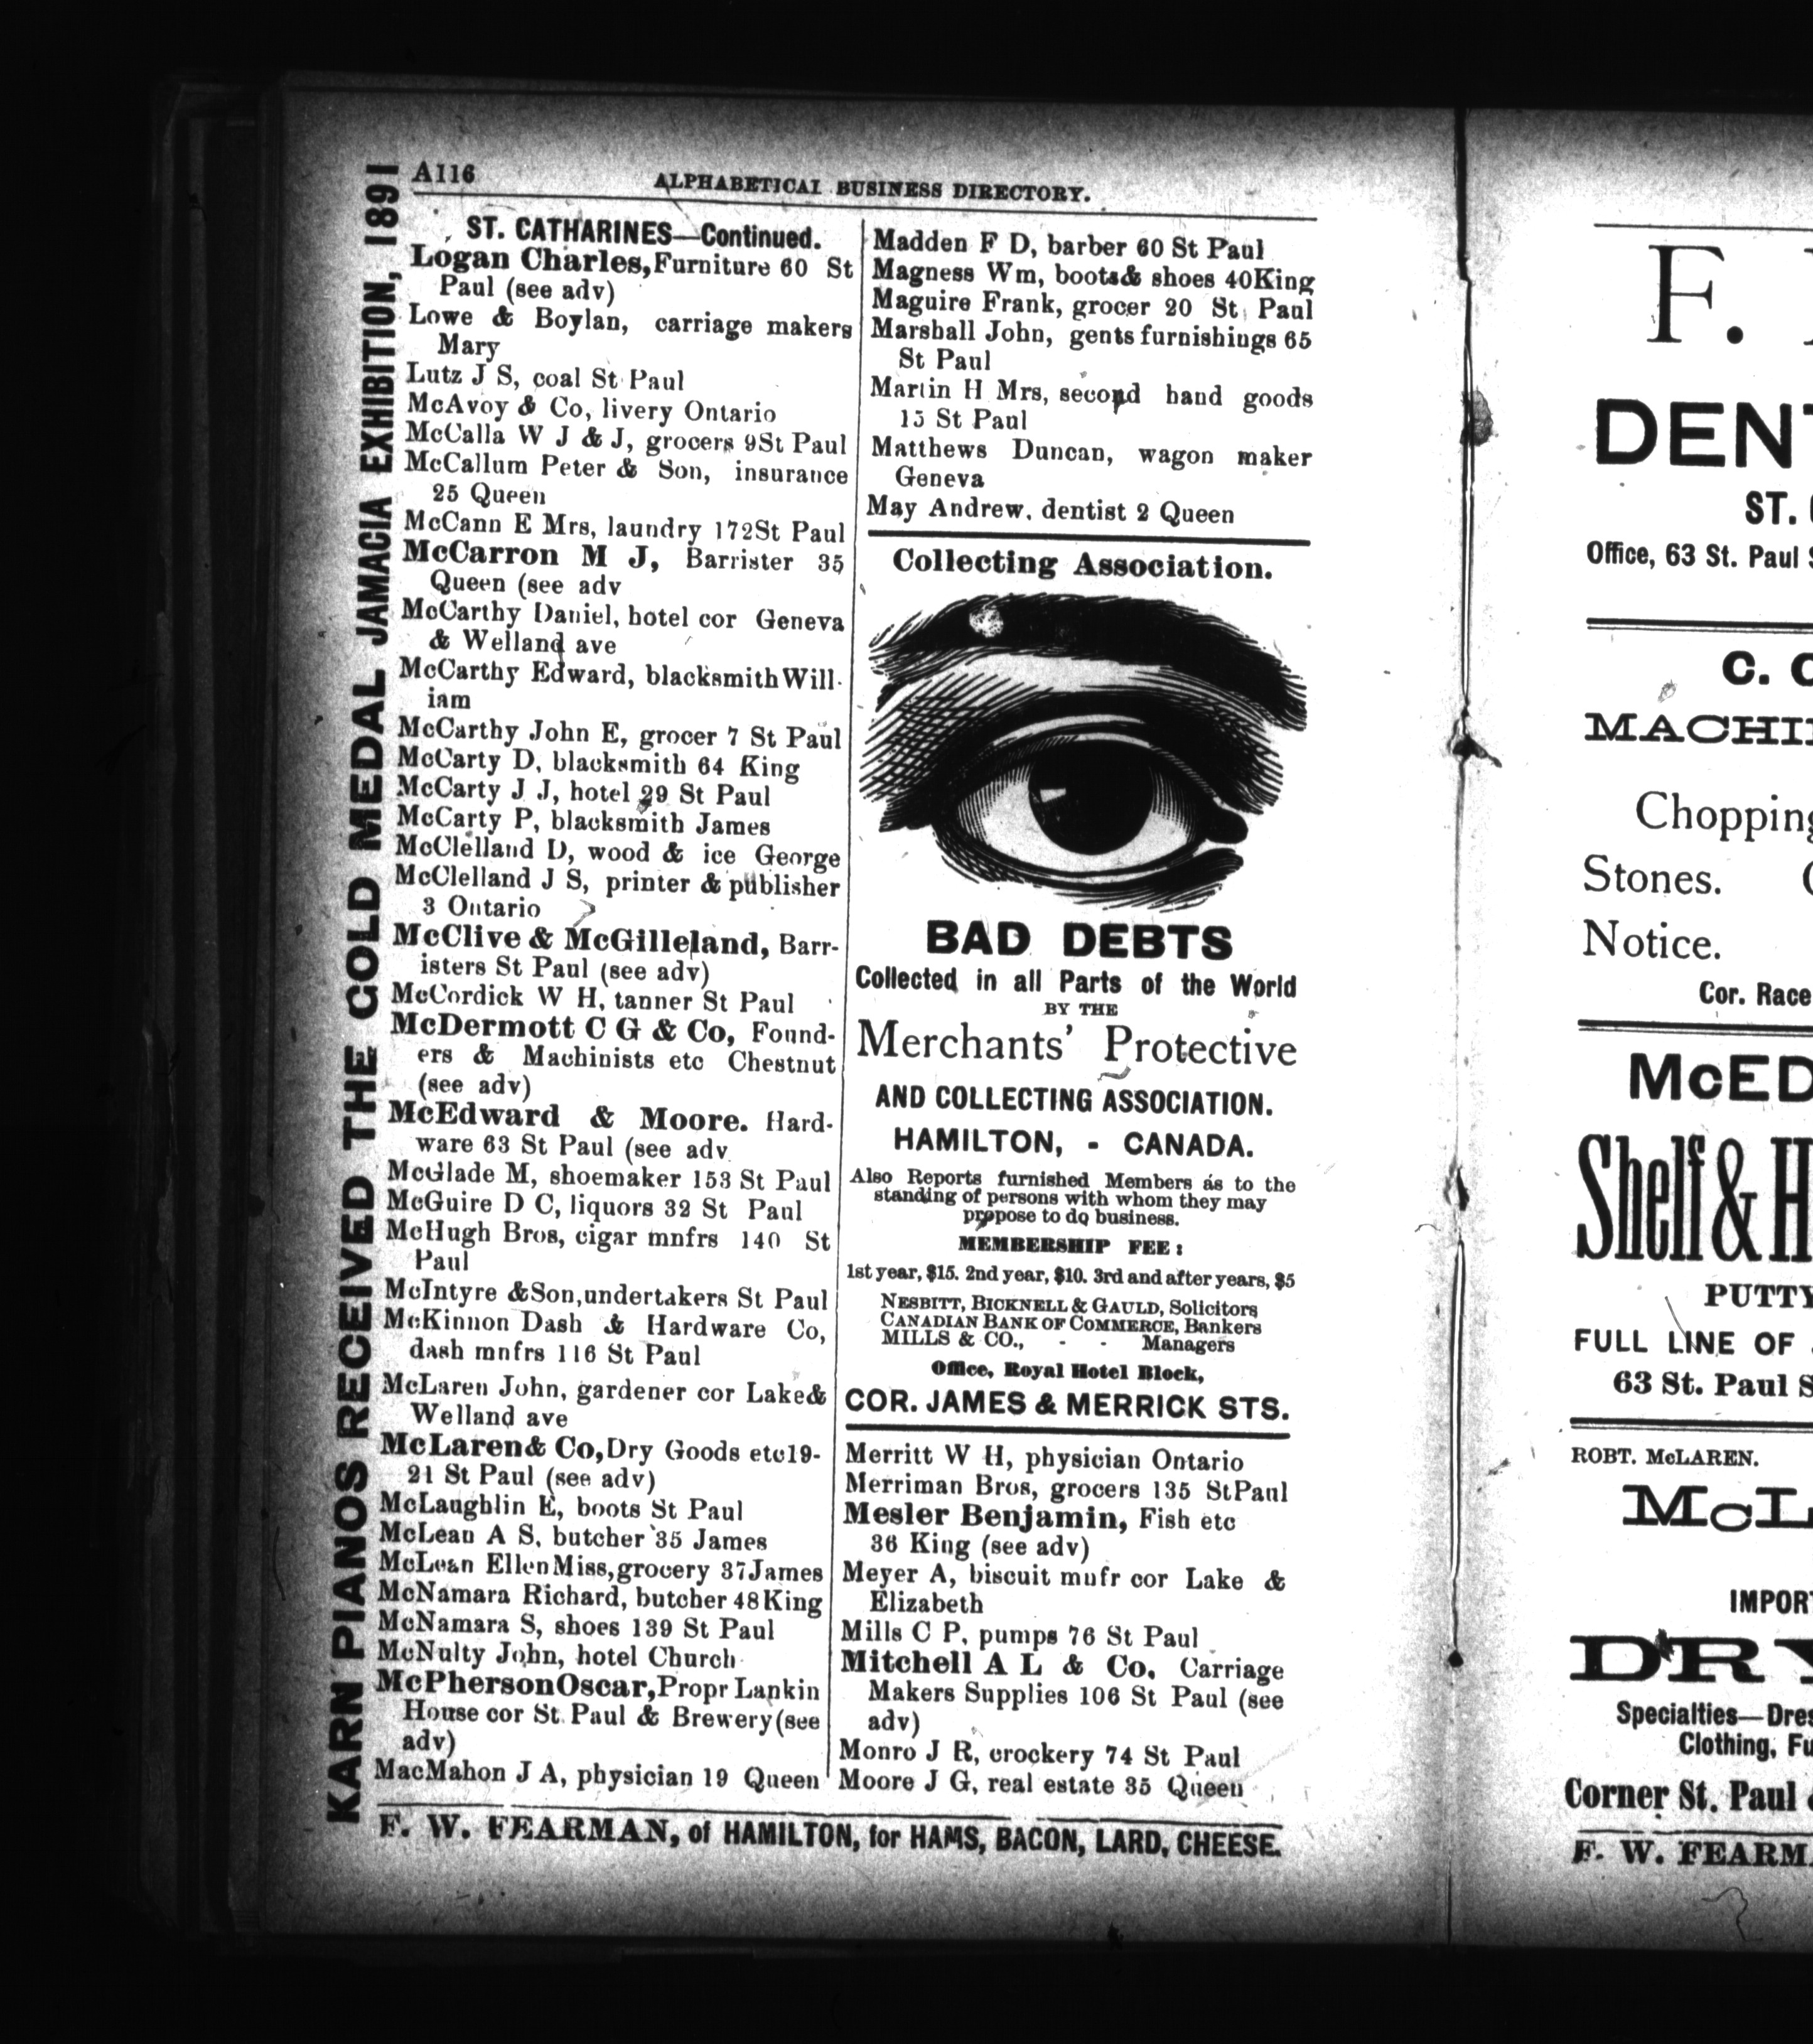 A116
ALPHABETICAL BUSINESS DIRECTORY.
KARN PIANOS RECEIVED THE GOLD MEDAL JAMACIA EXHIBITION, 1891
ST. CATHARINES—Continued.
Logan Charles, Furniture 60 St
Paul (see adv)
Lowe & Boylan, carriage makers
Mary
Lutz J S, coal St Paul
McAvoy & Co, livery Ontario
McCalla W J & J, grocers 9St Paul
McCallum Peter & Son, insurance
25 Queen
McCann E Mrs, laundry 172St Paul
McCarron M J, Barrister 35
Queen (see adv
McCarthy Daniel, hotel cor Geneva
& Welland ave
McCarthy Edward, blacksmith Will-
iam
McCarthy John E, grocer 7 St Paul
McCarty D, blacksmith 64 King
McCarty J J, hotel 29 St Paul
McCarty P, blacksmith James
McClelland D, wood & ice George
McClelland J S, printer & publisher
3 Ontario
McClive & McGilleland, Barr-
isters St Paul (see adv)
McCordick W H, tanner St Paul
McDermott C G & Co, Found-
ers & Machinists etc Chestnut
(see adv)
McEdward & Moore. Hard-
ware 63 St Paul (see adv
McGlade M, shoemaker 153 St Paul
McGuire D C, liquors 32 St Paul
McHugh Bros, cigar mnfrs 140 St
Paul
McIntyre &Son,undertakers St Paul
McKinnon Dash & Hardware Co,
dash mnfrs 116 St Paul
McLaren John, gardener cor Lake&
Welland ave
McLaren& Co,Dry Goods etc19-
21 St Paul (see adv)
McLaughlin E, boots St Paul
McLean A S, butcher 35 James
McLean Ellen Miss,grocery 37James
McNamara Richard, butcher 48King
McNamara S, shoes 139 St Paul
McNulty John, hotel Church
McPhersonOscar,Propr Lankin
House cor St Paul & Brewery(see
adv)
MacMahon J A, physician 19 Queen
Madden F D, barber 60 St Paul
Magness Wm, boots& shoes 40King
Maguire Frank, grocer 20 St Paul
Marshall John, gents furnishings 65
St Paul
Martin H Mrs, second hand goods
15 St Paul
Matthews Duncan, wagon maker
Geneva
May Andrew. dentist 2 Queen
Collecting Association.
BAD DEBTS
Collected in all Parts of the World
BY THE
Merchants' Protective
AND COLLECTING ASSOCIATION.
HAMILTON, - CANADA.
Also Reports furnished Members as to the
standing of persons with whom they may
propose to do business.
MEMBERSHIP FEE:
1st year, $15. 2nd year, $10. 3rd and after years, $5
NESBITT, BICKNELL & GAULD, Solicitors
CANADIAN BANK OF COMMERCE, Bankers
MILLS & CO., - - Managers
Office, Royal Hotel Block,
COR. JAMES & MERRICK STS.
Merritt W H, physician Ontario
Merriman Bros, grocers 135 StPaul
Mesler Benjamin, Fish etc
36 King (see adv)
Meyer A, biscuit mufr cor Lake &
Elizabeth
Mills C P, pumps 76 St Paul
Mitchell A L & Co. Carriage
Makers Supplies 106 St Paul (see
adv)
Monro J R, crockery 74 St Paul
Moore J G, real estate 35 Queen
F. W. FEARMAN, of HAMILTON, for HAMS, BACON, LARD, CHEESE.
F.
DENT
ST.
Office, 63 St. Paul S
C. C
MACHI
Chopping
Stones.
Notice.
Cor. Race
McED
Shelf & H
PUTTY
FULL LINE OF
63 St. Paul S
ROBT. McLAREN.
McL
IMPOR
DRY
Specialties—Dres
Clothing, Fu
Corner St. Paul
F. W. FEARM